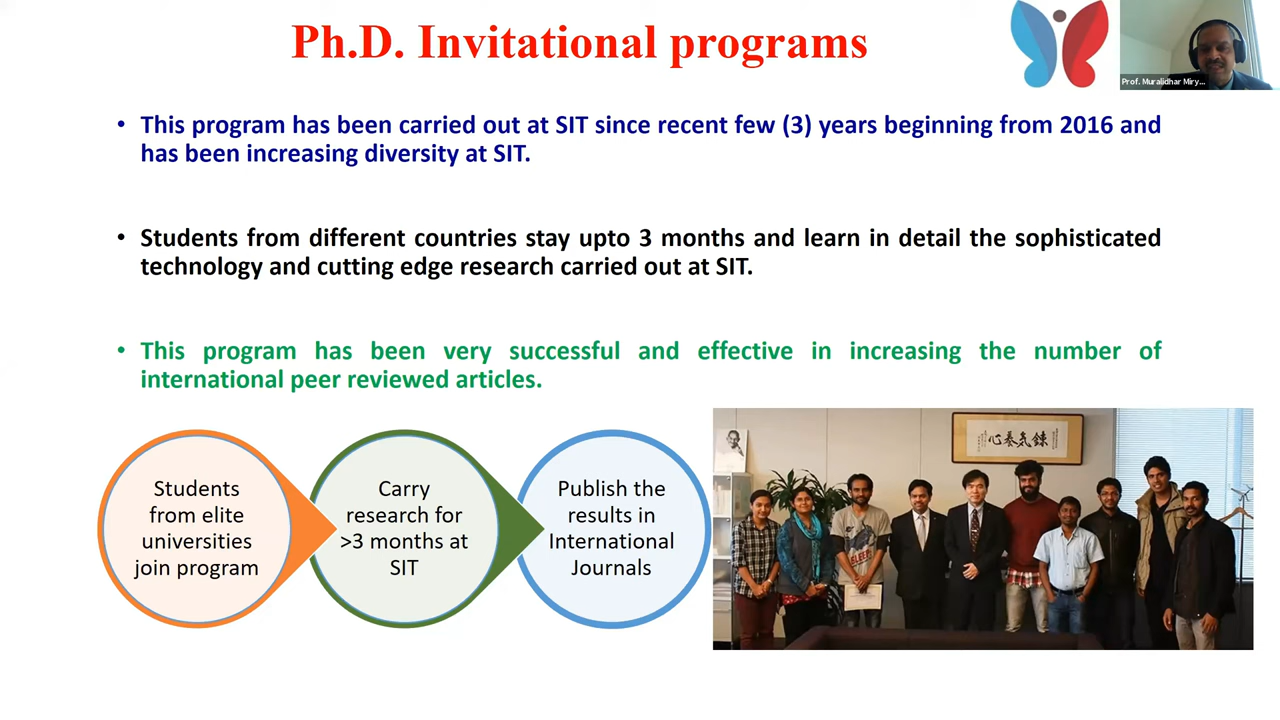 Ph.D. Invitational programs
Prof. Muralidhar Miry...
• This program has been carried out at SIT since recent few (3) years beginning from 2016 and
has been increasing diversity at SIT.
• Students from different countries stay upto 3 months and learn in detail the sophisticated
technology and cutting edge research carried out at SIT.
• This program has been very successful and effective in increasing the number of
international peer reviewed articles.
Students
from elite
universities
join program
Carry
research for
>3 months at
SIT
Publish the
results in
International
Journals